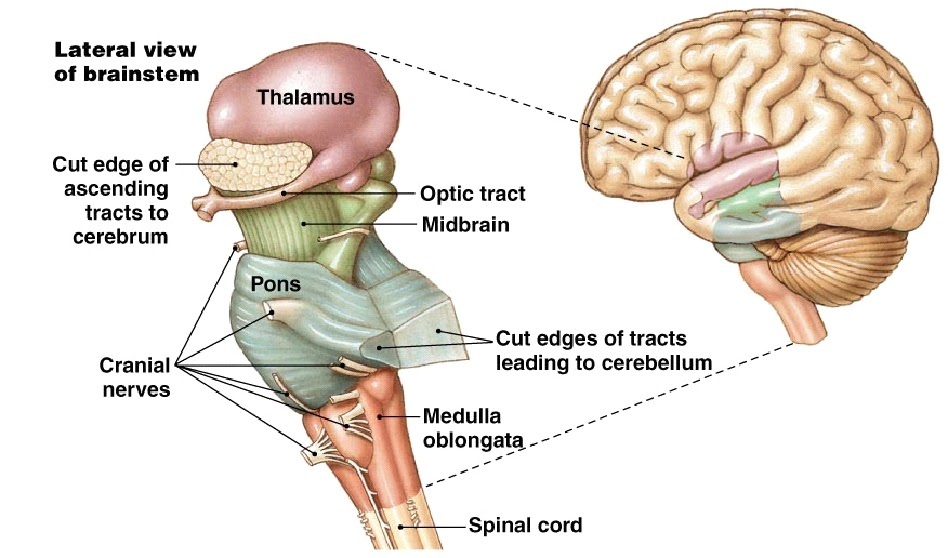 Lateral view
of brainstem
Thalamus
Cut edge of
ascending
tracts to
cerebrum
Optic tract
Midbrain
Pons
Cut edges of tracts
leading to cerebellum
Cranial
nerves
Medulla
oblongata
Spinal cord